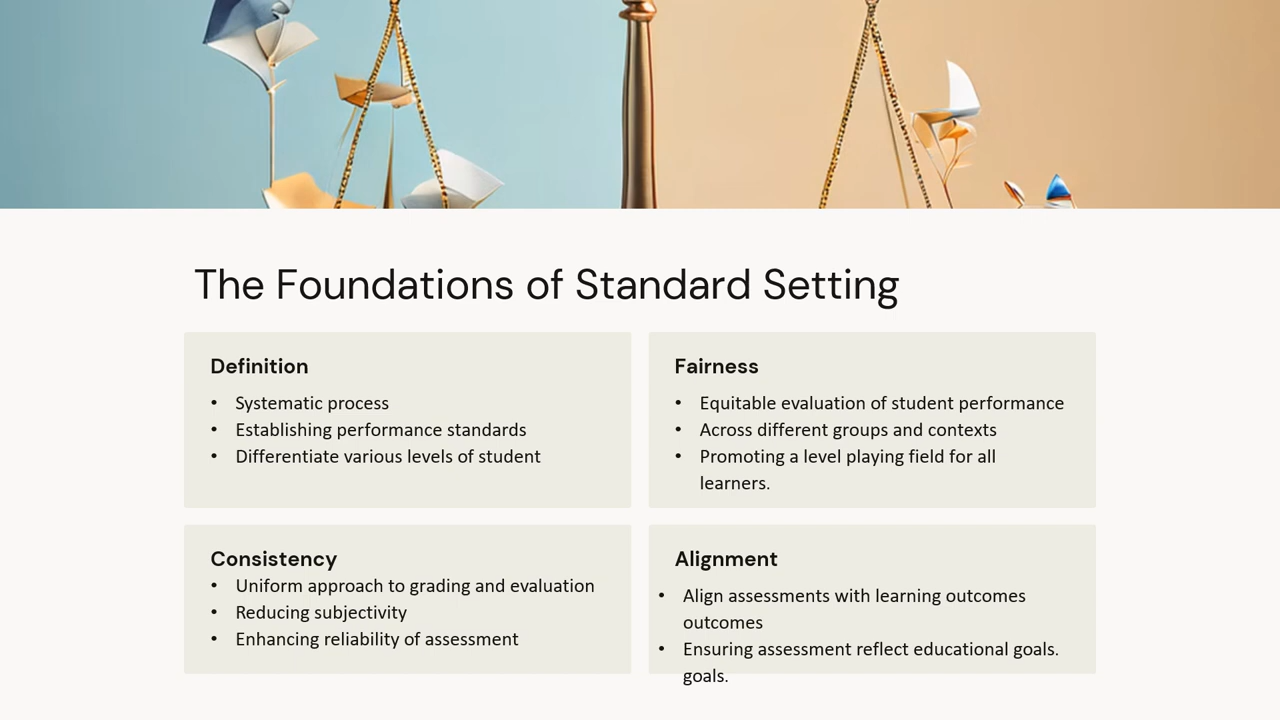 The Foundations of Standard Setting
Definition
• Systematic process
• Establishing performance standards
• Differentiate various levels of student
Fairness
• Equitable evaluation of student performance
• Across different groups and contexts
• Promoting a level playing field for all
learners.
Consistency
• Uniform approach to grading and evaluation
• Reducing subjectivity
• Enhancing reliability of assessment
Alignment
• Align assessments with learning outcomes
outcomes
• Ensuring assessment reflect educational goals.
goals.